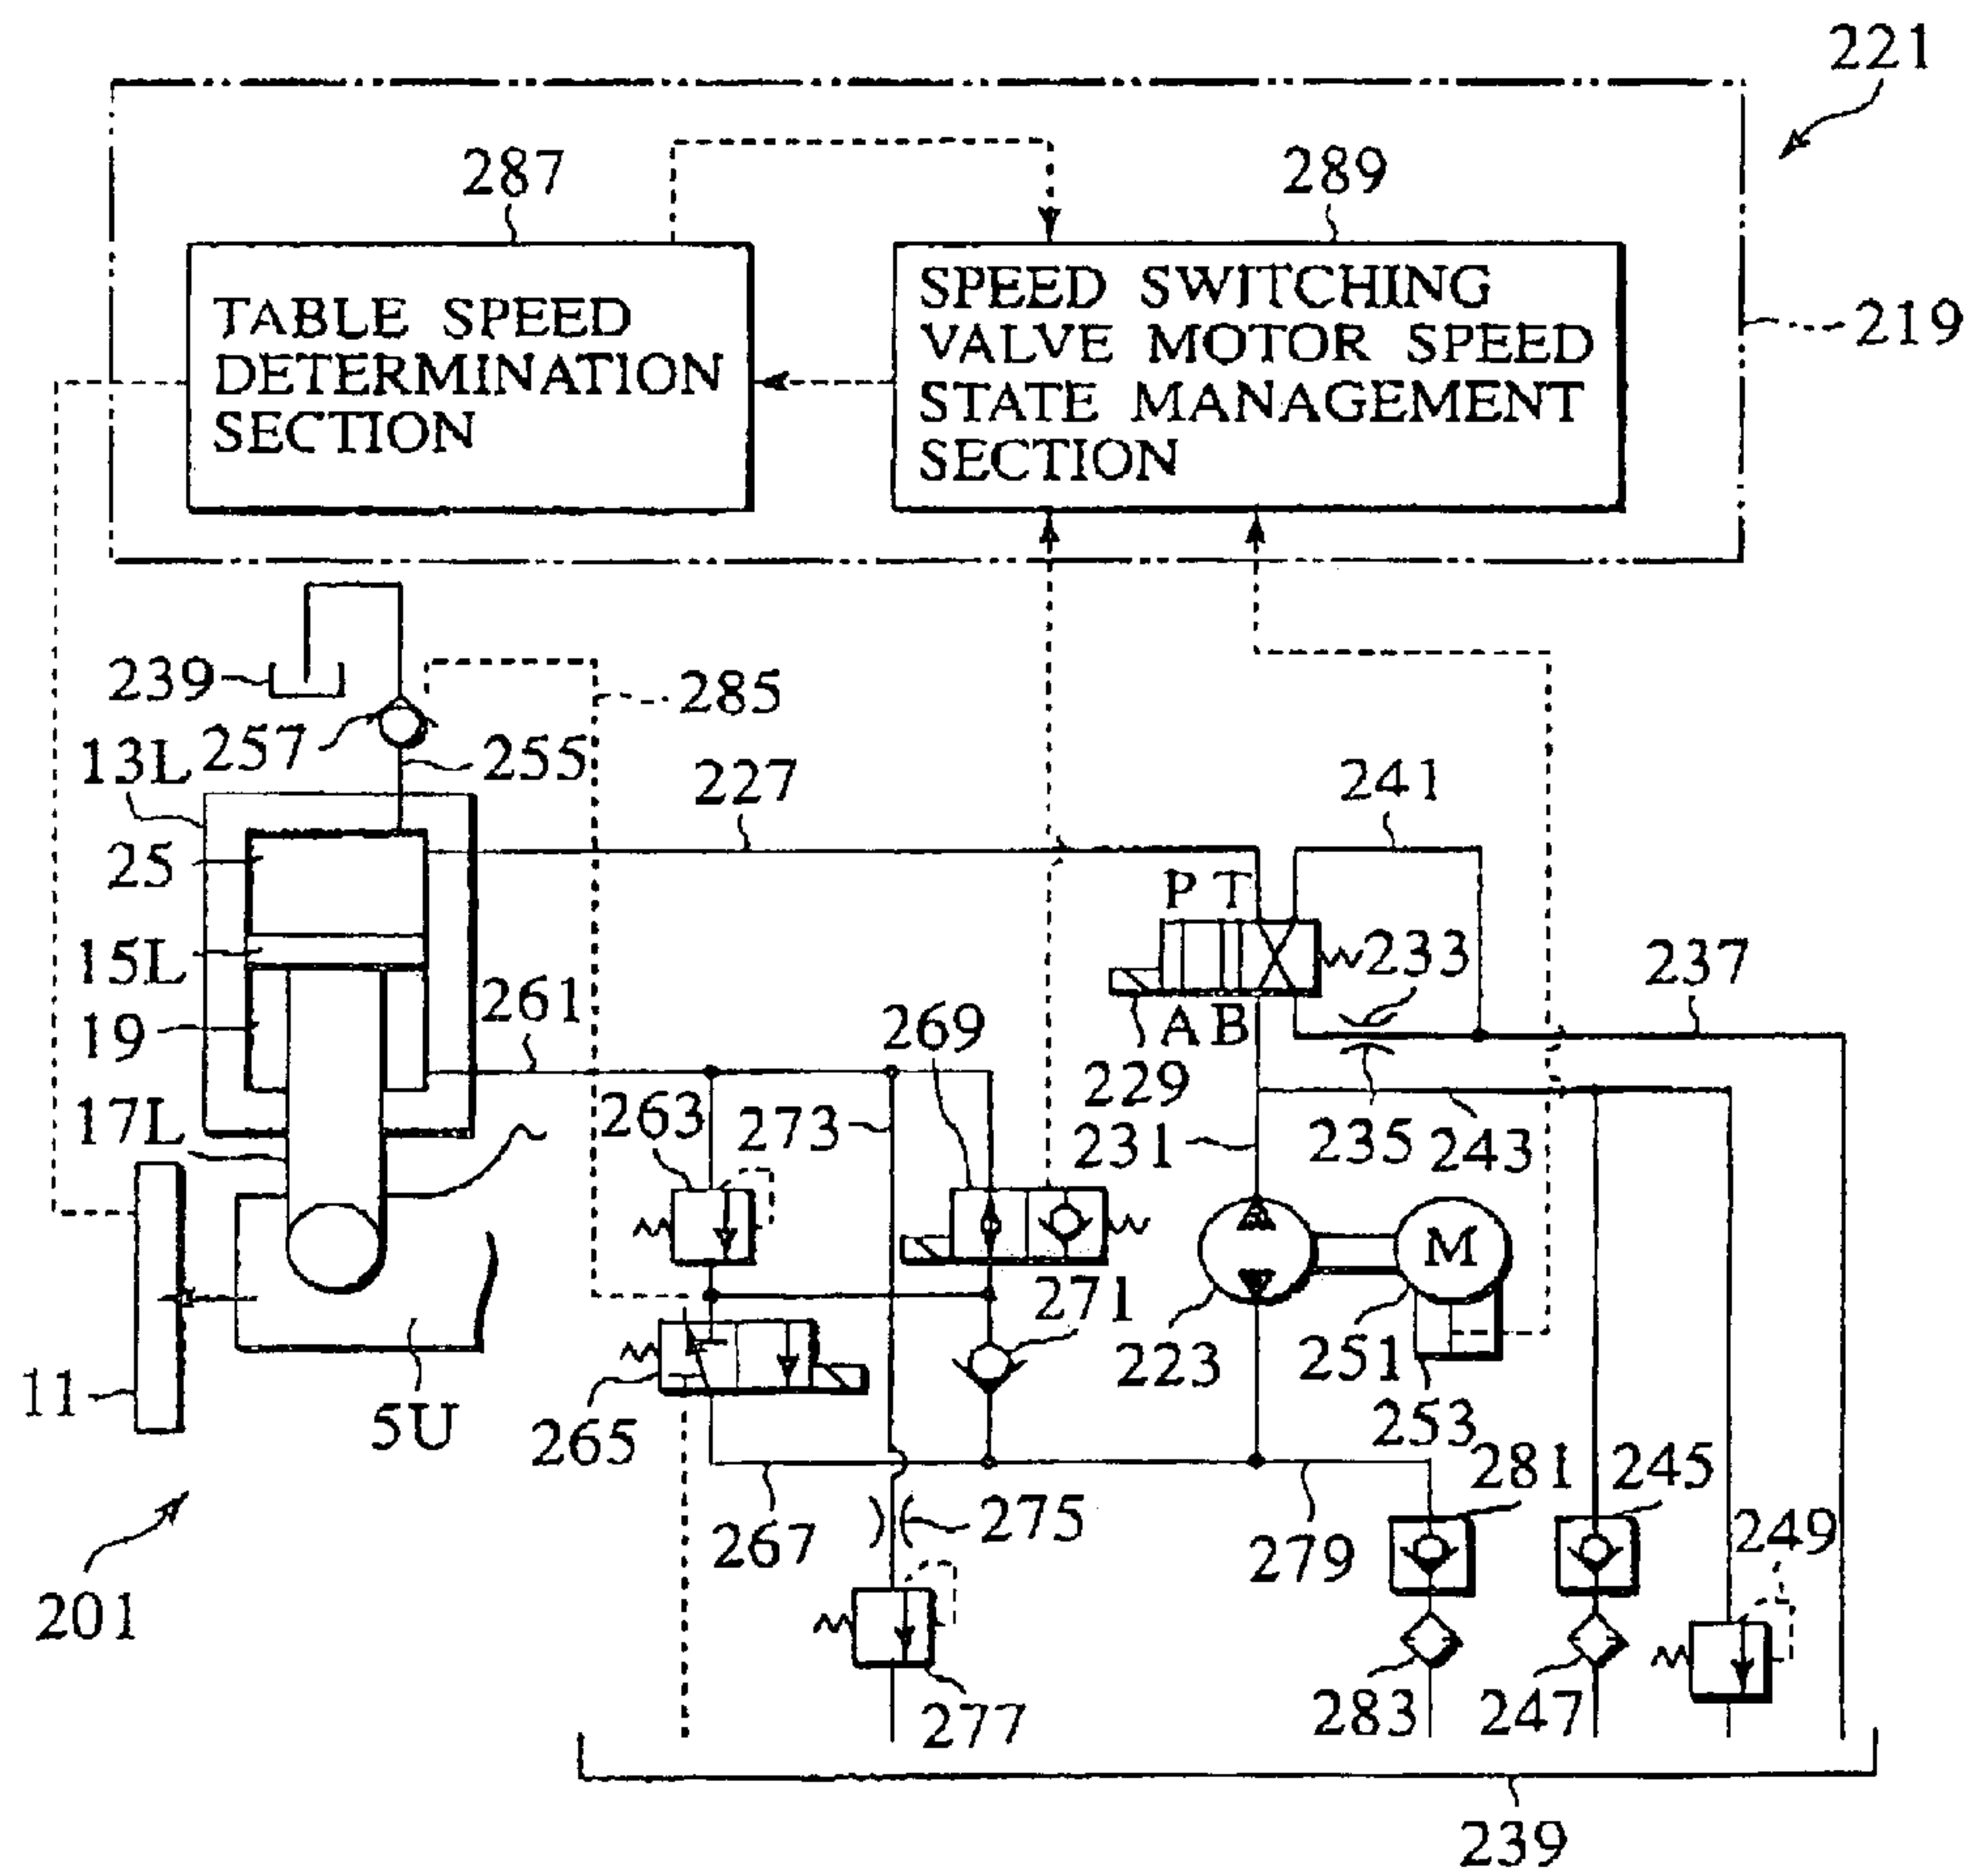 221
287
289
TABLE SPEED
DETERMINATION
SECTION
SPEED SWITCHING
VALVE MOTOR SPEED
STATE MANAGEMENT
SECTION
219
239
285
257
255
13L
227
241
25
P T
15L
233
237
261
19
269
A B
229
263
273
17L
231
235
243
M
271
223
251
11
5U
265
253
281
245
275
267
279
249
201
283
247
277
239